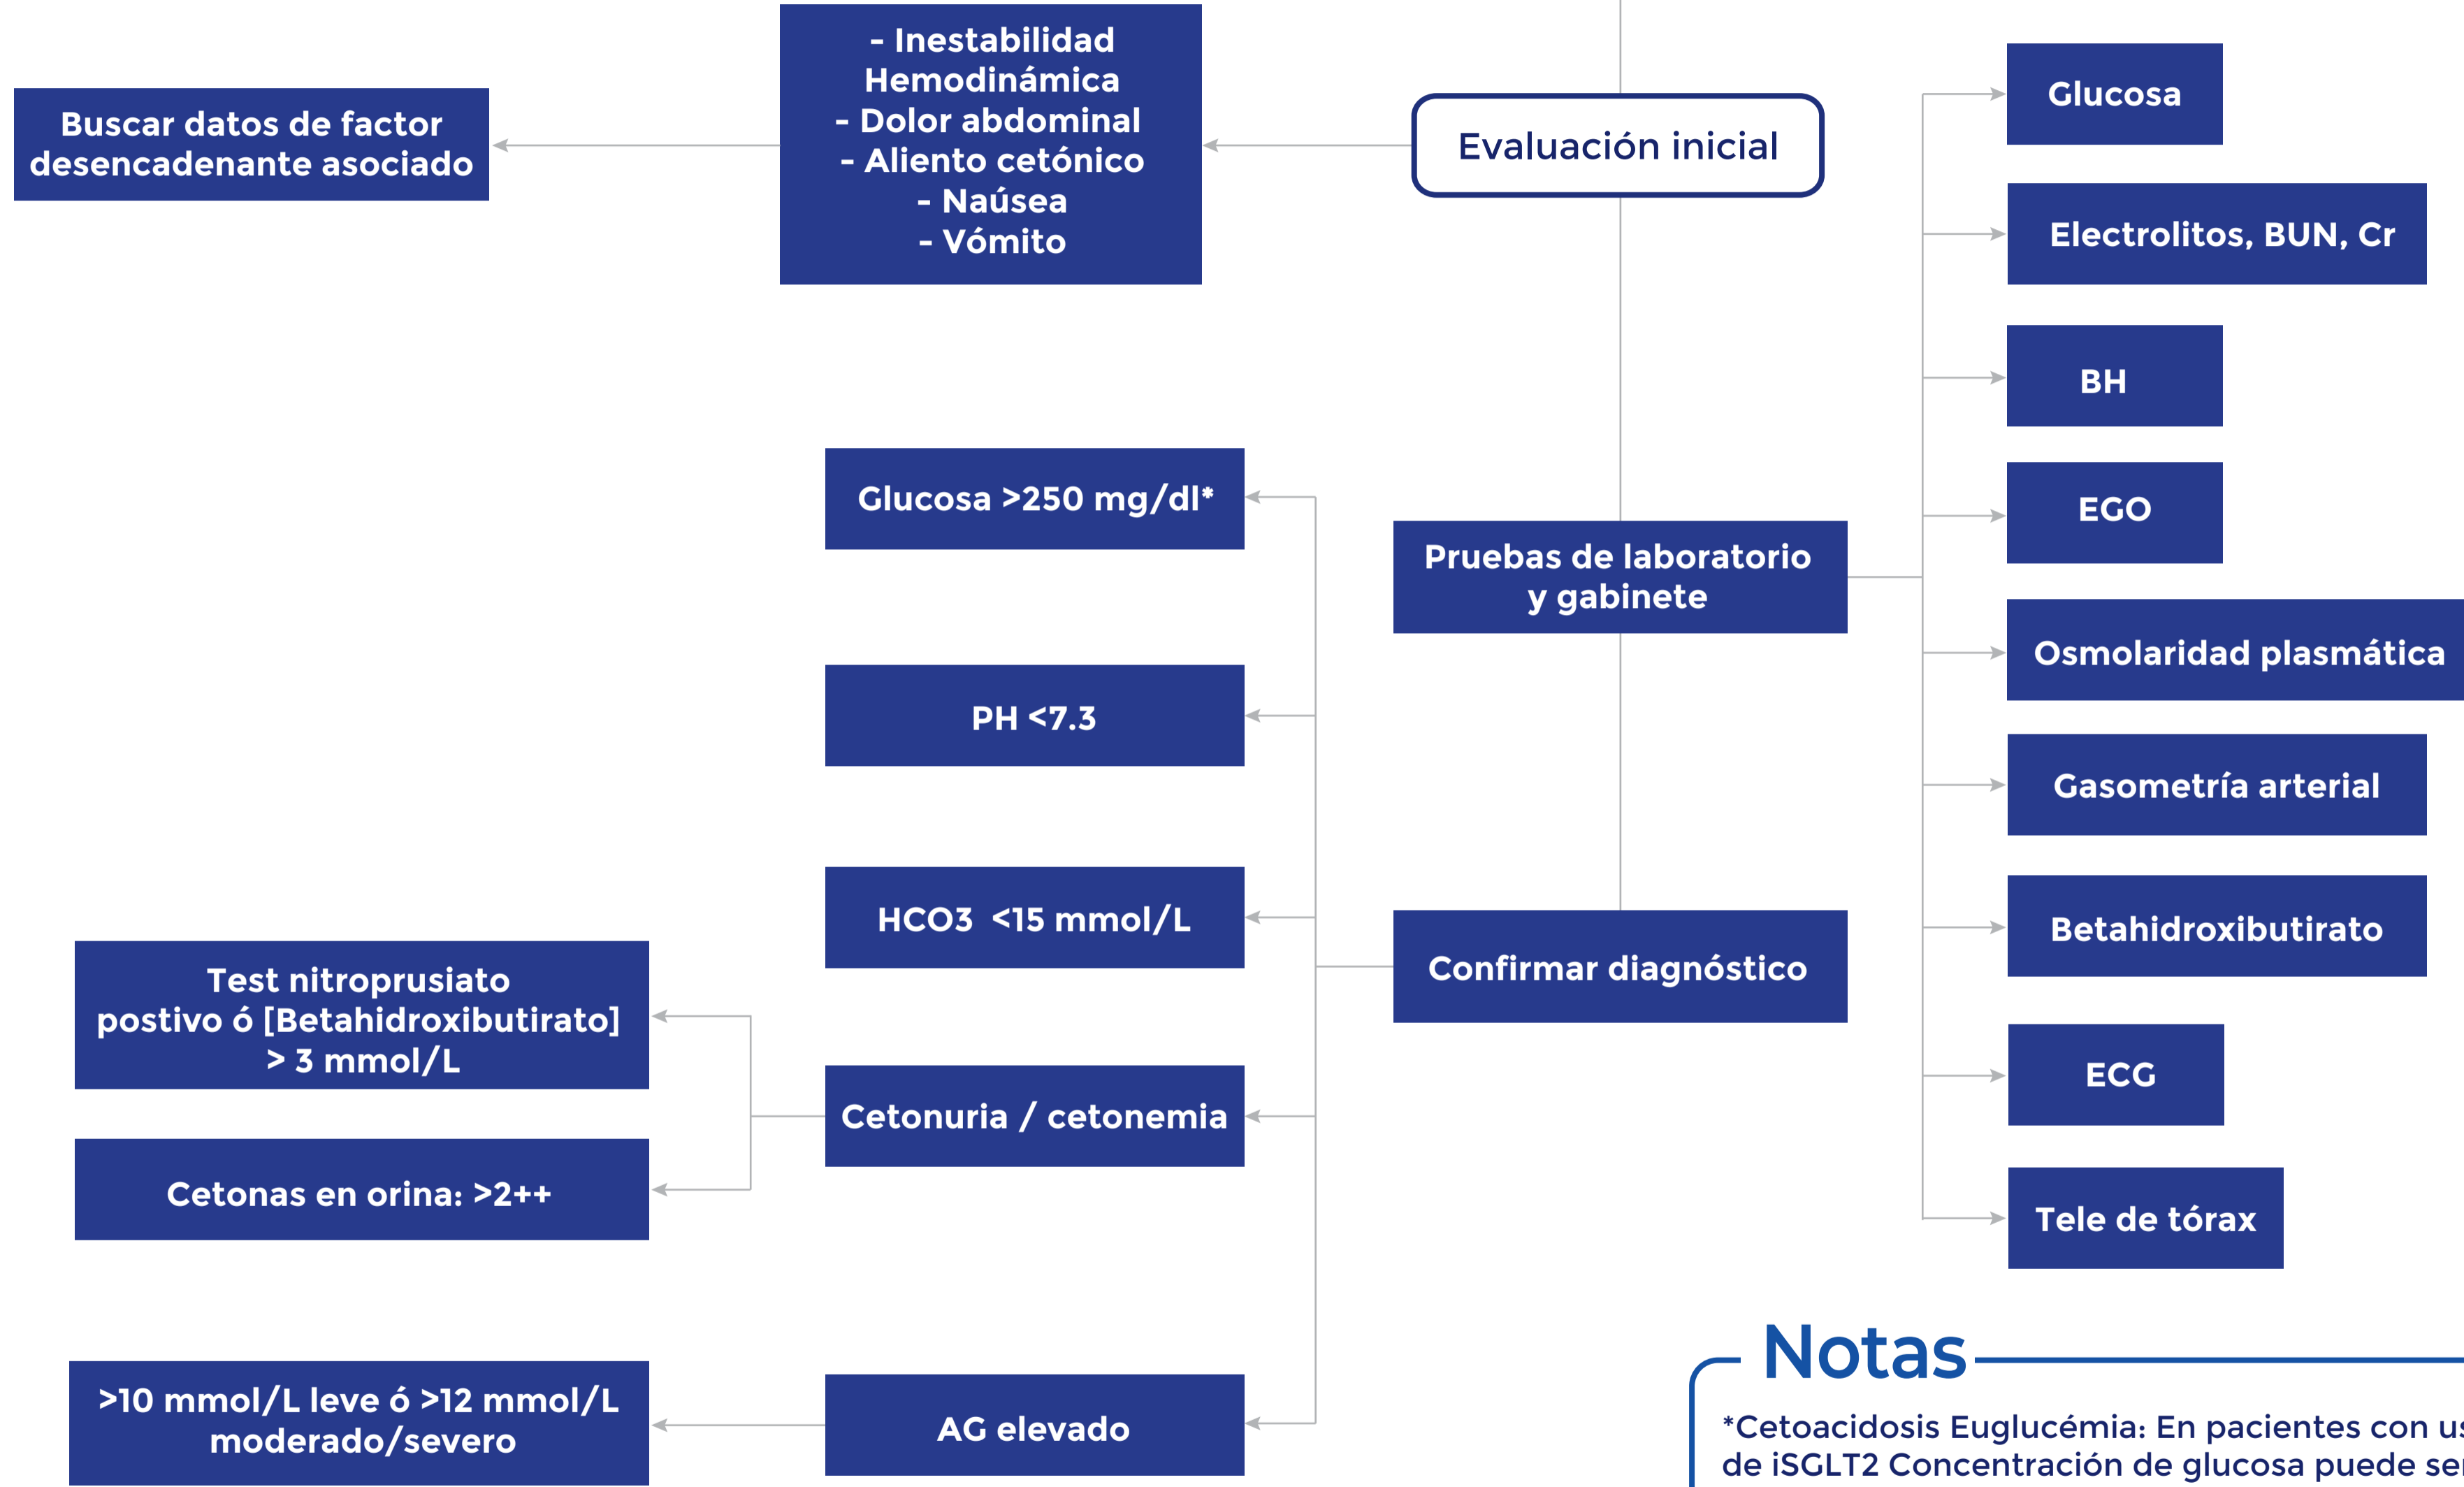 - Inestabilidad
Hemodinámica
- Dolor abdominal
- Aliento cetónico
- Naúsea
- Vómito
Buscar datos de factor
desencadenante asociado
Evaluación inicial
Glucosa
Electrolitos, BUN, Cr
BH
EGO
Osmolaridad plasmática
Gasometría arterial
Betahidroxibutirato
ECG
Tele de tórax
Pruebas de laboratorio
y gabinete
Confirmar diagnóstico
Glucosa >250 mg/dl*
PH <7.3
HCO3 <15 mmol/L
Cetonuria / cetonemia
Test nitroprusiato
postivo ó [Betahidroxibutirato]
> 3 mmol/L
Cetonas en orina: >2++
AG elevado
>10 mmol/L leve ó >12 mmol/L
moderado/severo
Notas
*Cetoacidosis Euglucémia: En pacientes con
de iSGLT2 Concentración de glucosa puede